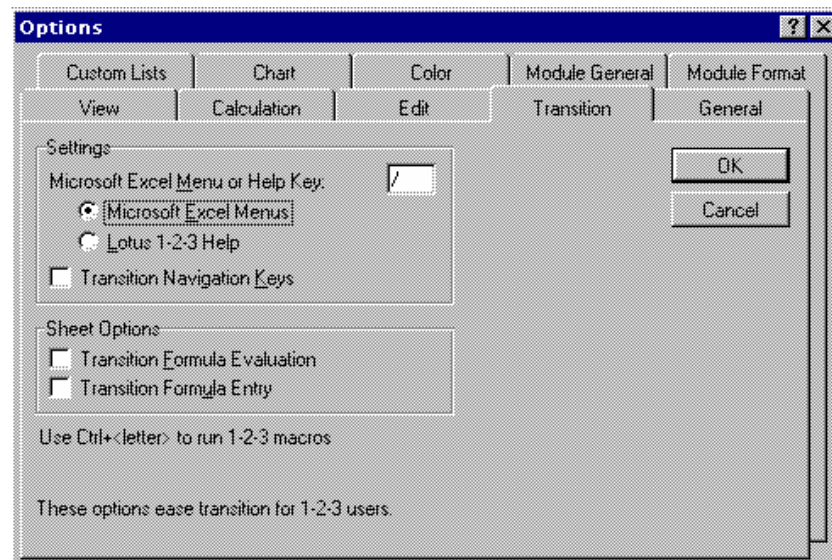 Options
Custom Lists Chart Color Module General Module Format
View Calculation Edit Transition General
Settings
Microsoft Excel Menu or Help Key: /
Microsoft Excel Menus
Lotus 1-2-3 Help
Transition Navigation Keys
OK
Cancel
Sheet Options
Transition Formula Evaluation
Transition Formula Entry
Use Ctrl+<letter> to run 1-2-3 macros
These options ease transition for 1-2-3 users.